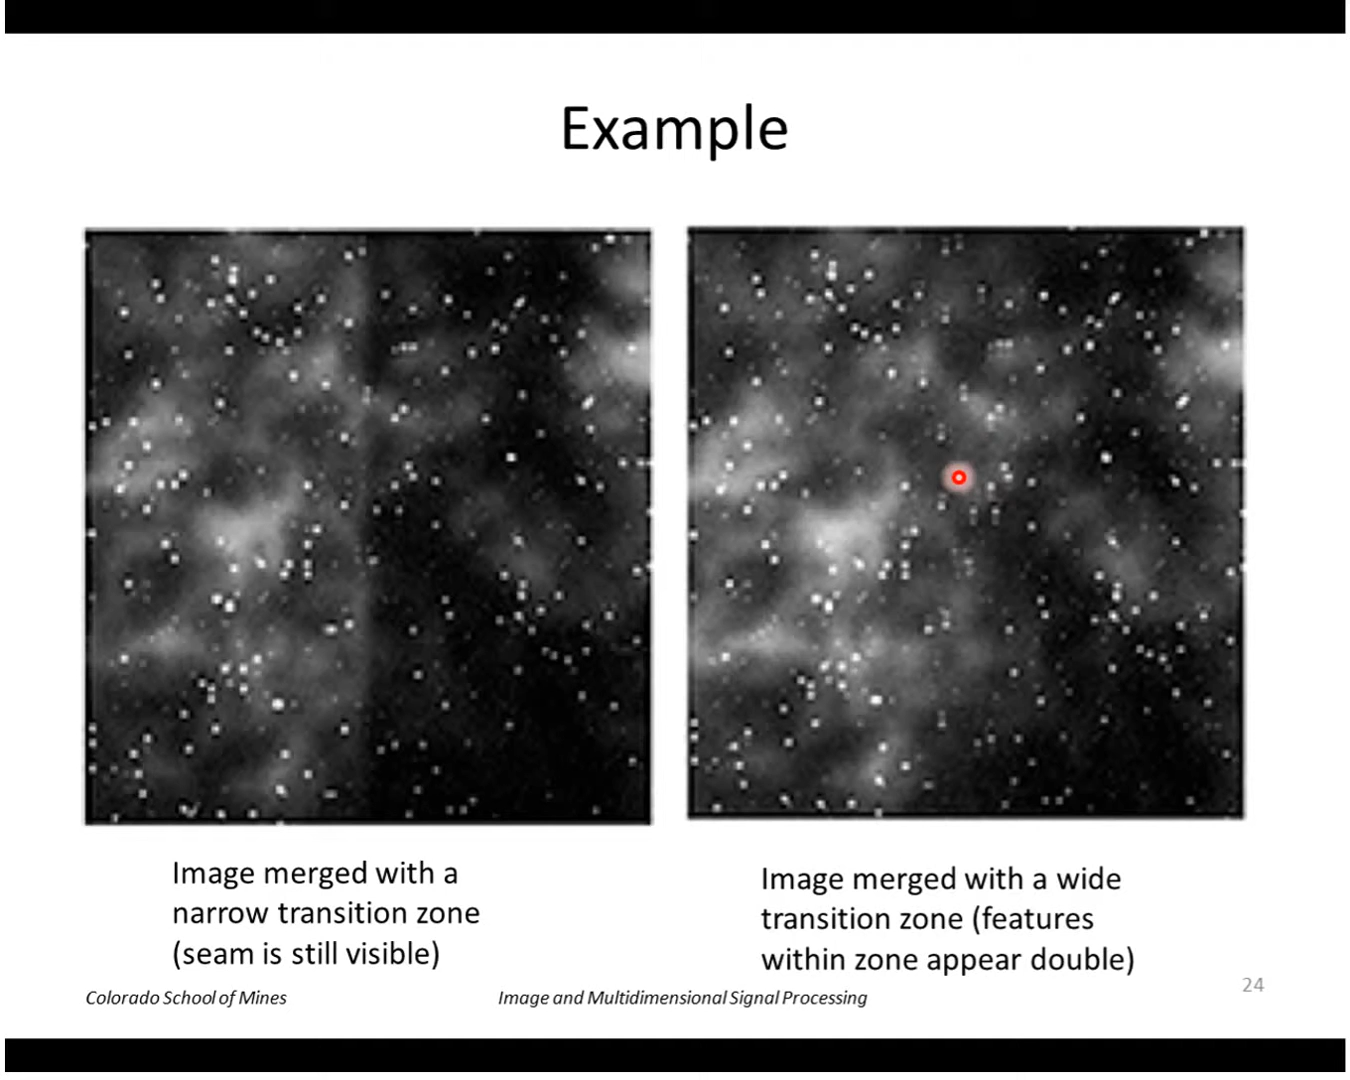 Example
Image merged with a
narrow transition zone
(seam is still visible)
Image merged with a wide
transition zone (features
within zone appear double)
24
Colorado School of Mines
Image and Multidimensional Signal Processing